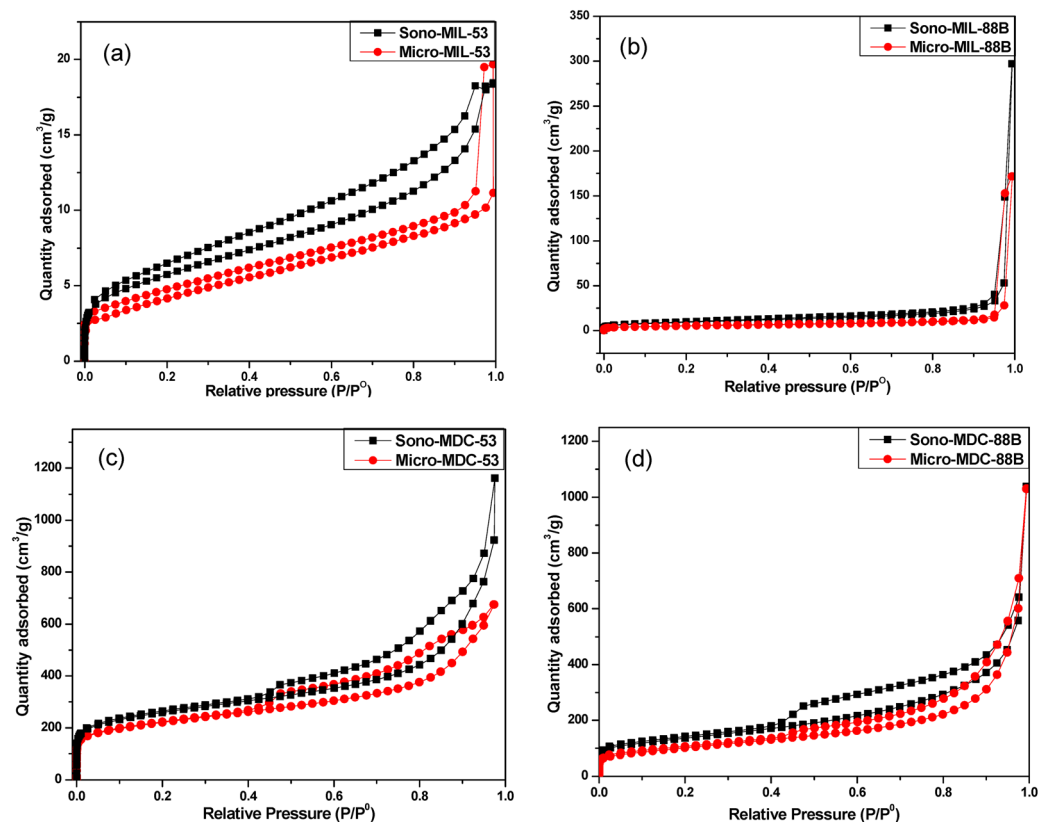 (a)
Sono-MIL-53
Micro-MIL-53
Quantity adsorbed (cm³/g)
20
15
10
5
0
0.0 0.2 0.4 0.6 0.8 1.0
Relative pressure (P/P⁰)
(b)
Sono-MIL-88B
Micro-MIL-88B
Quantity adsorbed (cm³/g)
350
300
250
200
150
100
50
0
0.0 0.2 0.4 0.6 0.8 1.0
Relative pressure (P/P⁰)
(c)
Sono-MDC-53
Micro-MDC-53
Quantity adsorbed (cm³/g)
1200
1000
800
600
400
200
0
0.0 0.2 0.4 0.6 0.8 1.0
Relative Pressure (P/P⁰)
(d)
Sono-MDC-88B
Micro-MDC-88B
Quantity adsorbed (cm³/g)
1200
1000
800
600
400
200
0
0.0 0.2 0.4 0.6 0.8 1.0
Relative Pressure (P/P⁰)